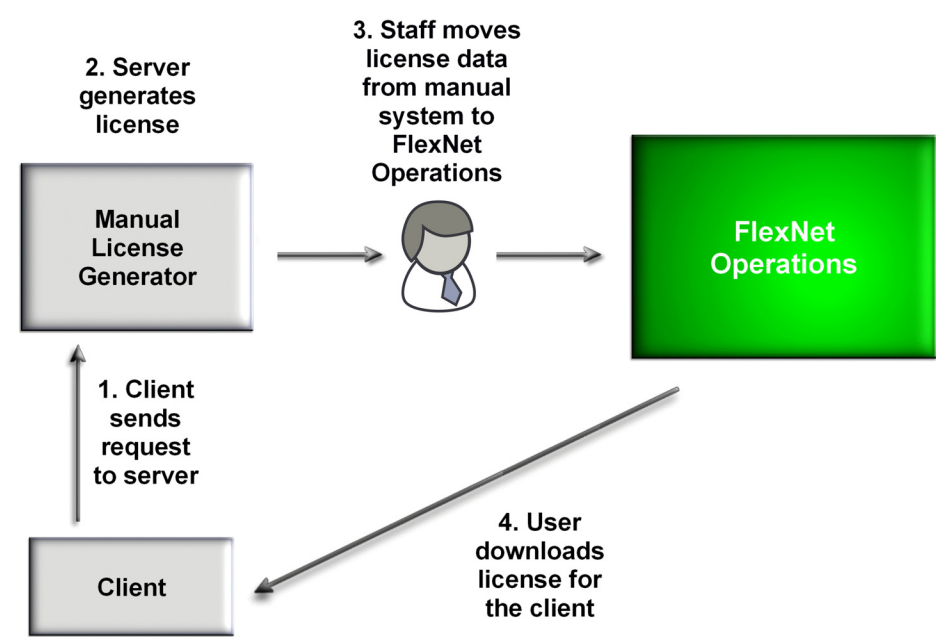 3. Staff moves
license data
from manual
system to
FlexNet
Operations
2. Server
generates
license
Manual
License
Generator
FlexNet
Operations
1. Client
sends
request
to server
4. User
downloads
license for
the client
Client